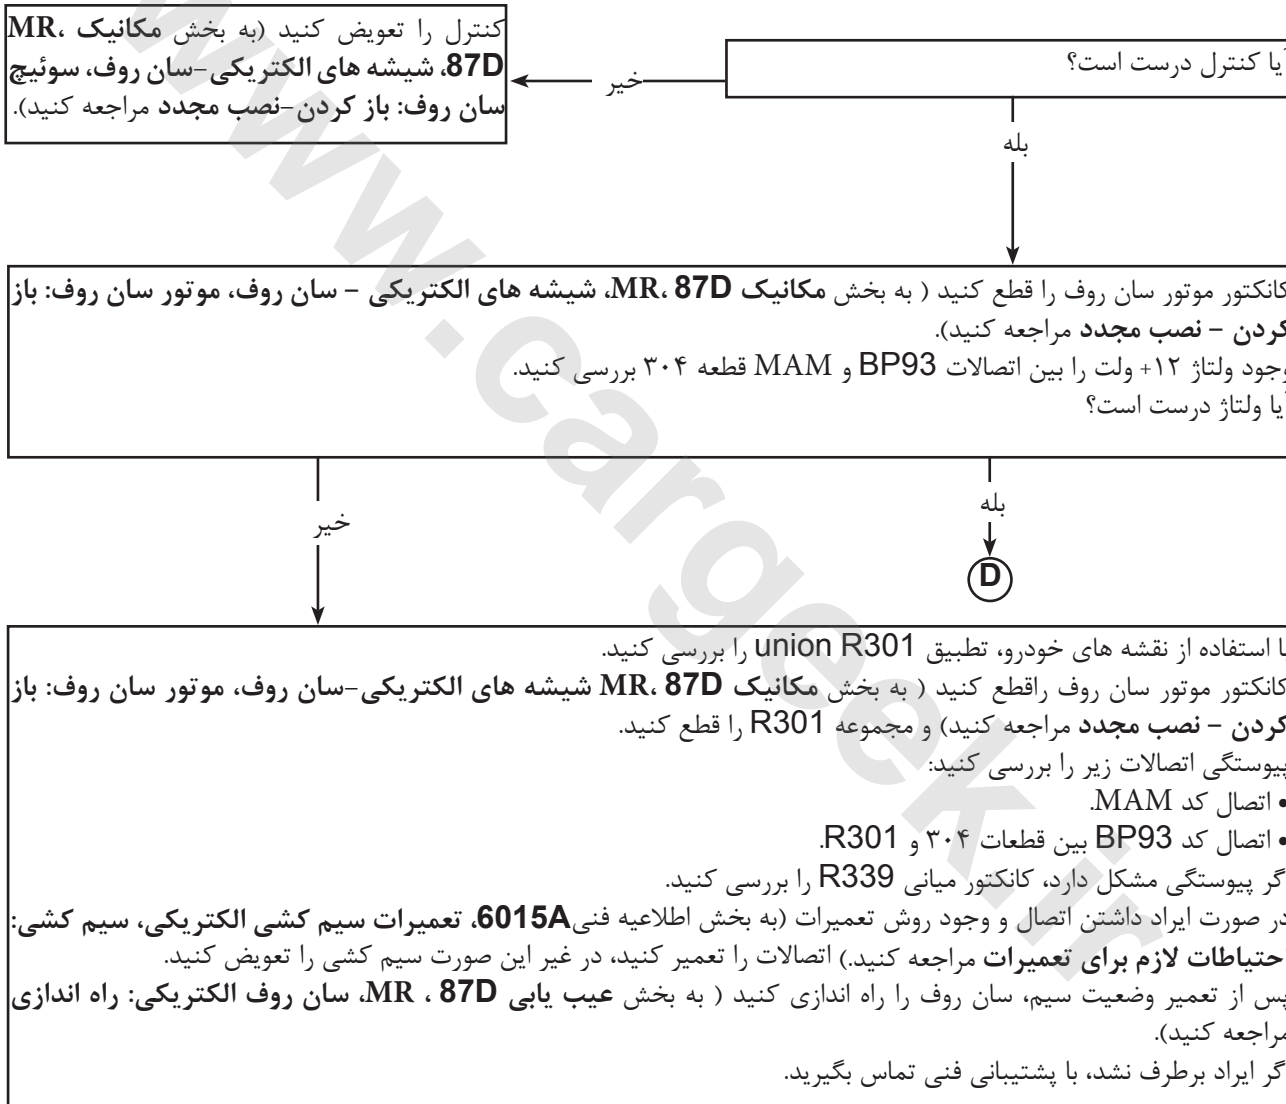 آیا کنترل درست است؟
خیر
کنترل را تعویض کنید (به بخش مکانیک MR،
87D، شیشه های الکتریکی–سان روف، سوئیچ
سان روف: باز کردن –نصب مجدد مراجعه کنید).
بله
کانکتور موتور سان روف را قطع کنید ( به بخش مکانیک MR، 87D، شیشه های الکتریکی – سان روف، موتور سان روف: باز
کردن – نصب مجدد مراجعه کنید).
وجود ولتاژ ۱۲+ ولت را بین اتصالات BP93 و MAM قطعه ۳۰۴ بررسی کنید.
آیا ولتاژ درست است؟
بله
D
خیر
با استفاده از نقشه های خودرو، تطبیق union R301 را بررسی کنید.
کانکتور موتور سان روف راقطع کنید ( به بخش مکانیک MR، 87D شیشه های الکتریکی–سان روف، موتور سان روف: باز
کردن – نصب مجدد مراجعه کنید) و مجموعه R301 را قطع کنید.
پیوستگی اتصالات زیر را بررسی کنید:
• اتصال کد MAM.
• اتصال کد BP93 بین قطعات ۳۰۴ و R301.
اگر پیوستگی مشکل دارد، کانکتور میانی R339 را بررسی کنید.
در صورت ایراد داشتن اتصال و وجود روش تعمیرات (به بخش اطلاعیه فنی6015A، تعمیرات سیم کشی الکتریکی، سیم کشی:
احتیاطات لازم برای تعمیرات مراجعه کنید.) اتصالات را تعمیر کنید، در غیر این صورت سیم کشی را تعویض کنید.
پس از تعمیر وضعیت سیم، سان روف را راه اندازی کنید ( به بخش عیب یابی MR ، 87D، سان روف الکتریکی: راه اندازی
مراجعه کنید).
اگر ایراد برطرف نشد، با پشتیبانی فنی تماس بگیرید.
www.cargeek.ir